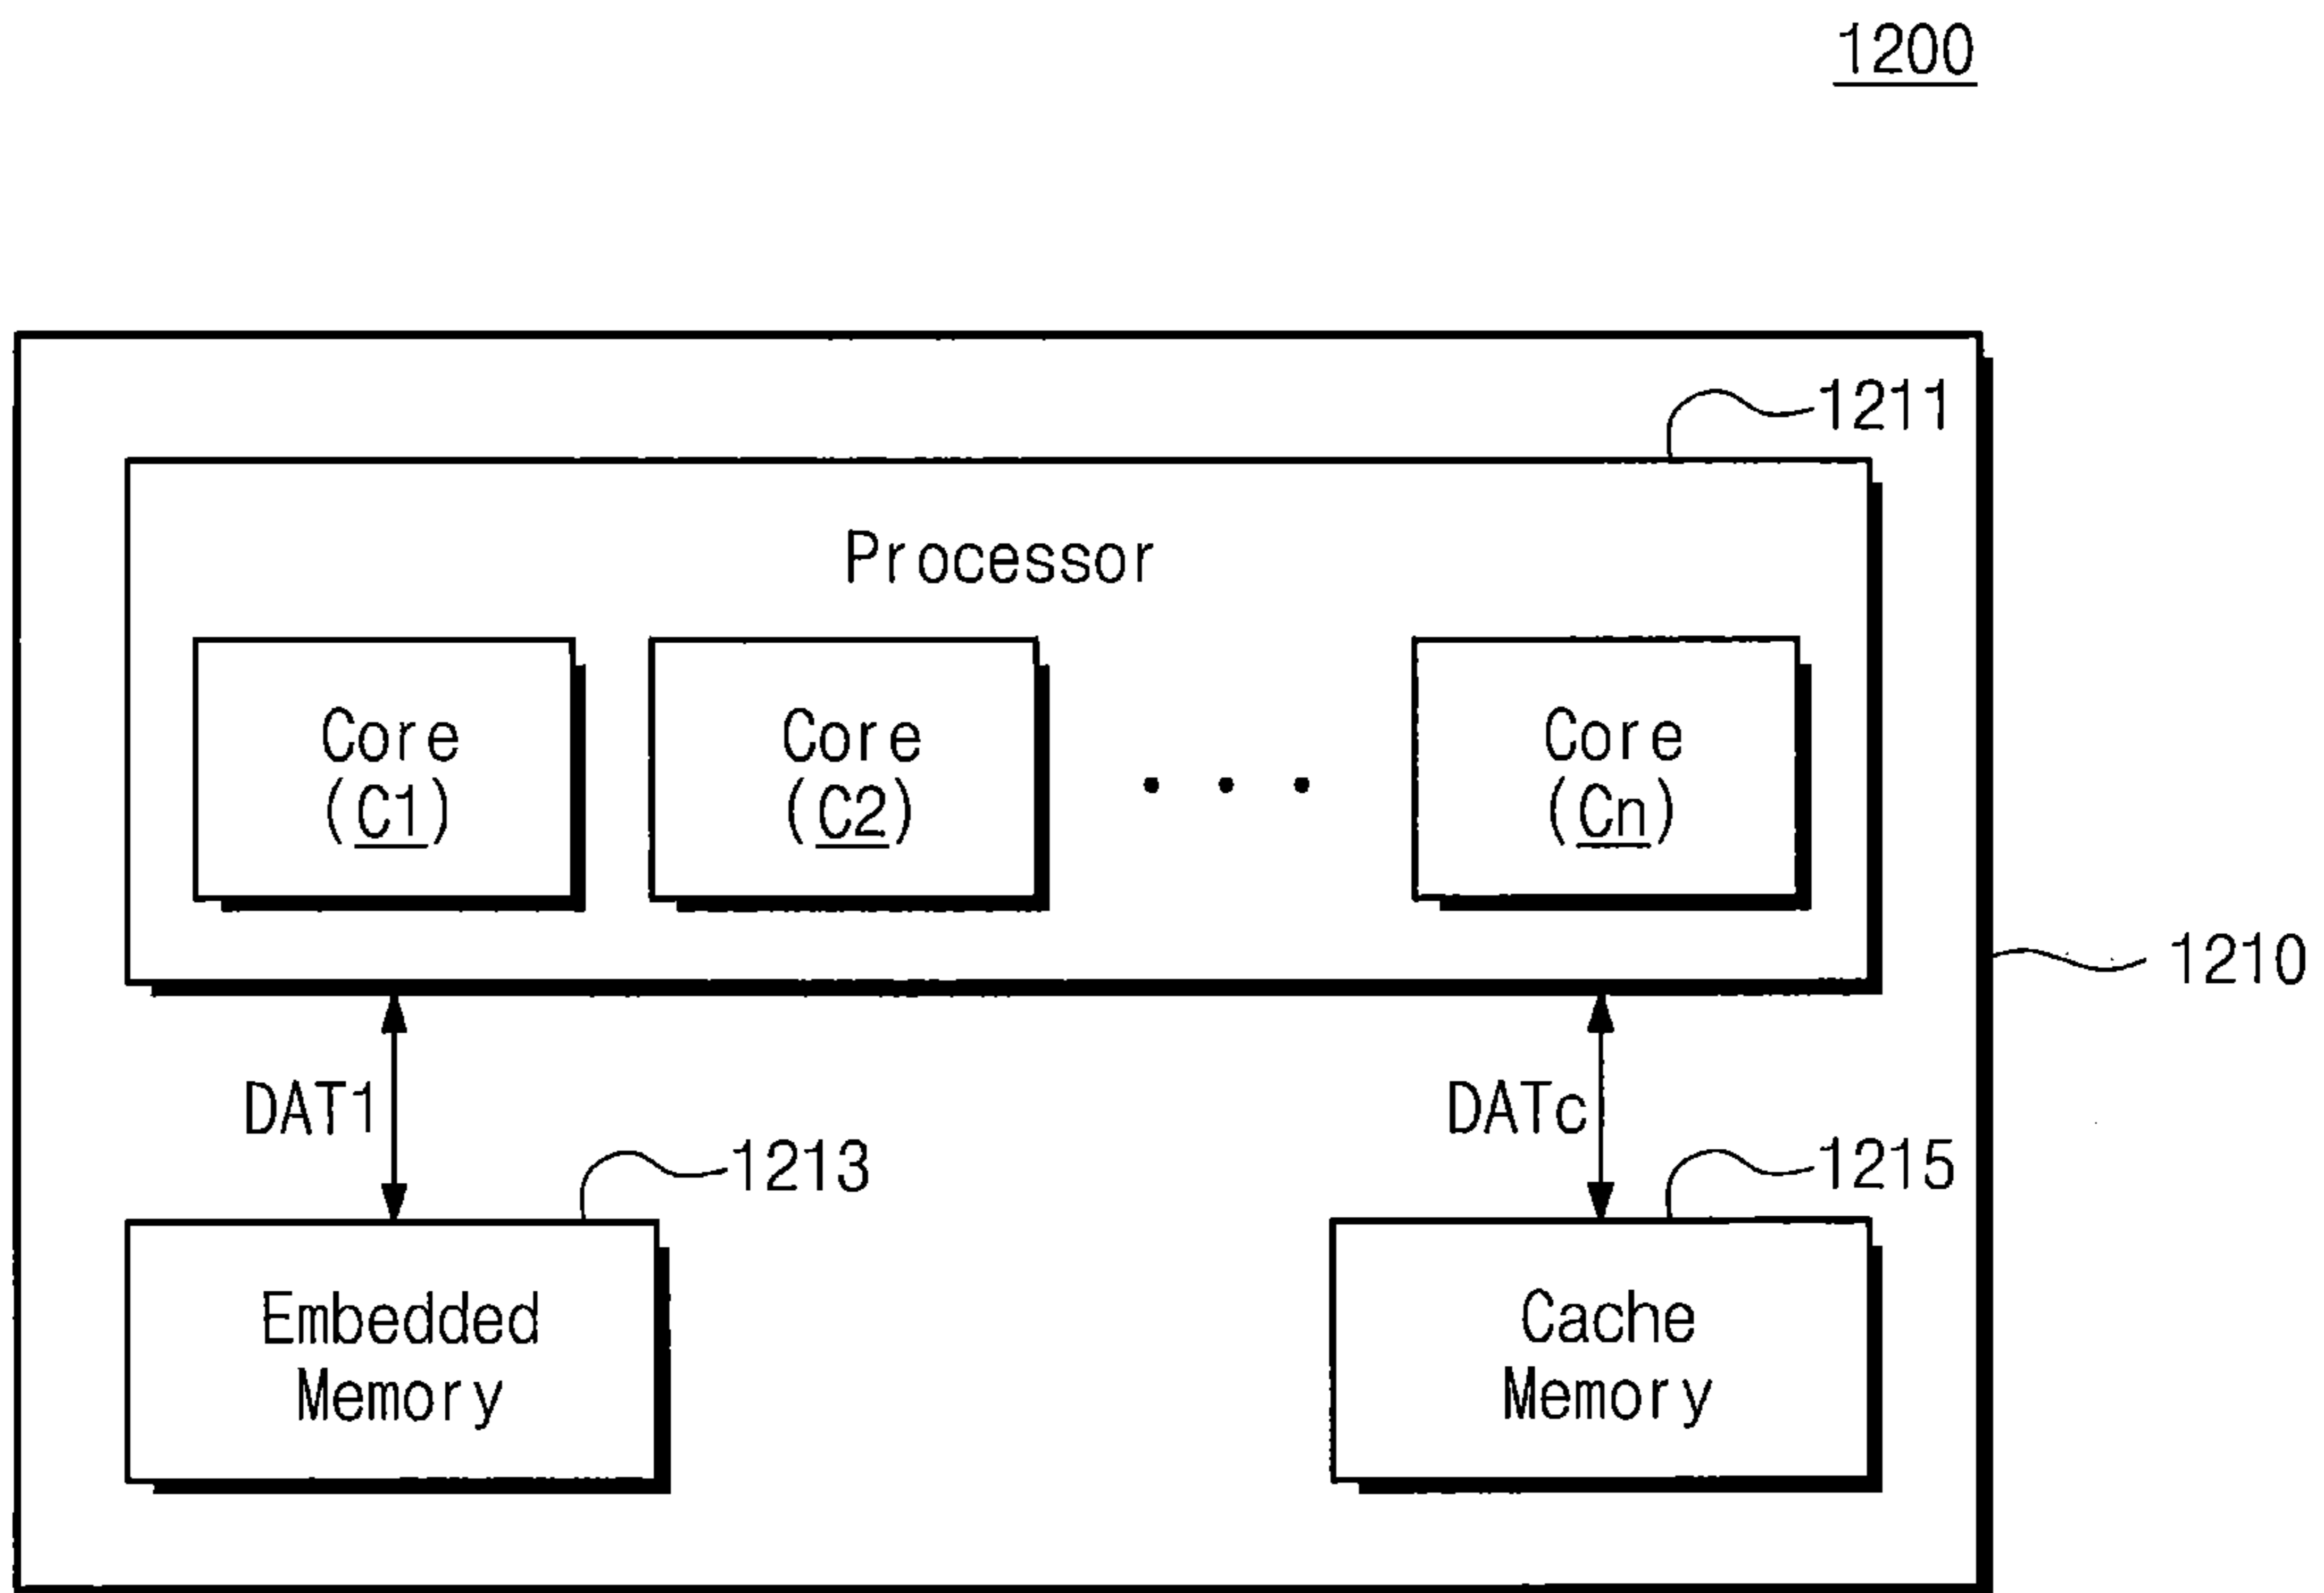 1200
1211
Processor
Core
(C1)
Core
(C2)
. . .
Core
(Cn)
1210
DAT1
DATc
1213
1215
Embedded
Memory
Cache
Memory